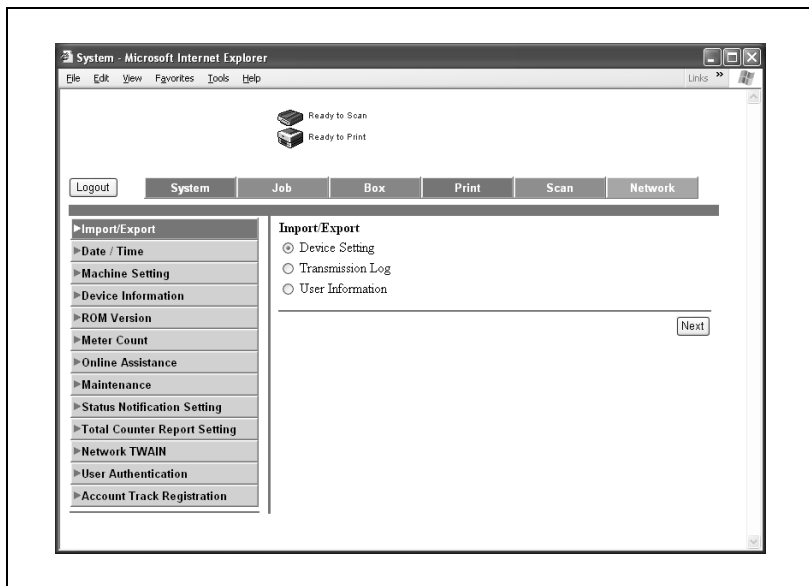 System - Microsoft Internet Explorer
File Edit View Favorites Tools Help Links »
Ready to Scan
Ready to Print
Logout System Job Box Print Scan Network
Import/Export
Date / Time
Machine Setting
Device Information
ROM Version
Meter Count
Online Assistance
Maintenance
Status Notification Setting
Total Counter Report Setting
Network TWAIN
User Authentication
Account Track Registration
Import/Export
Device Setting
Transmission Log
User Information
Next